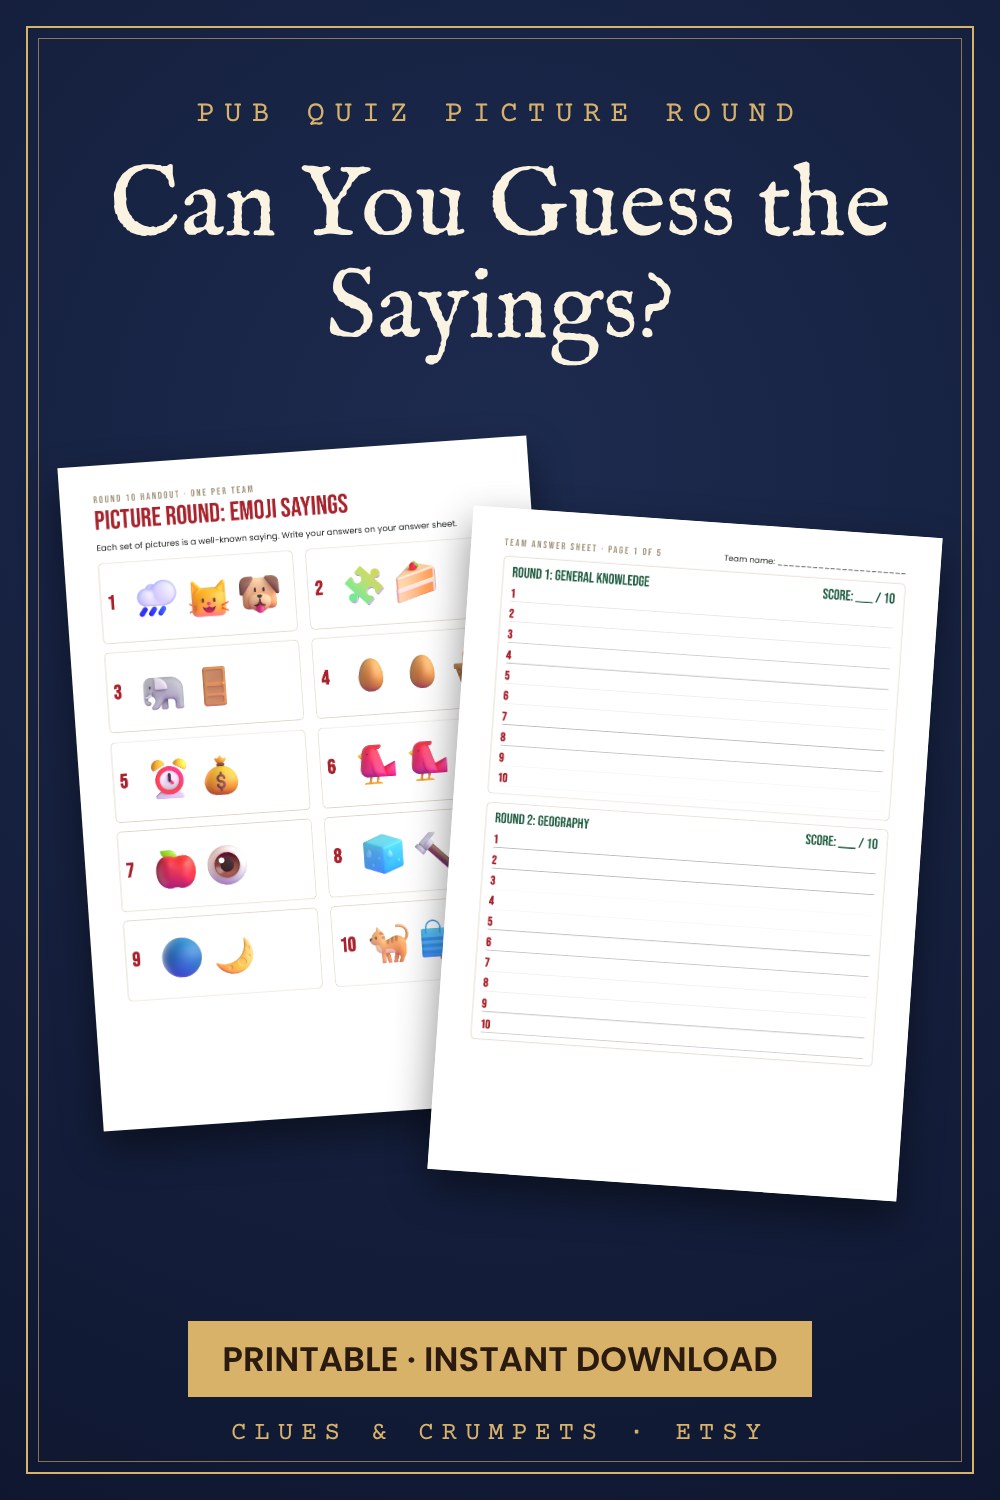 PUB QUIZ PICTURE ROUND
Can You Guess the
Sayings?
ROUND 10 HANDOUT · ONE PER TEAM
PICTURE ROUND: EMOJI SAYINGS
Each set of pictures is a well-known saying. Write your answers on your answer sheet.
1
2
3
4
5
6
7
8
9
10
TEAM ANSWER SHEET · PAGE 1 OF 5
Team name: _______________________
ROUND 1: GENERAL KNOWLEDGE
SCORE: ___ / 10
1
2
3
4
5
6
7
8
9
10
ROUND 2: GEOGRAPHY
SCORE: ___ / 10
1
2
3
4
5
6
7
8
9
10
PRINTABLE · INSTANT DOWNLOAD
CLUES & CRUMPETS · ETSY